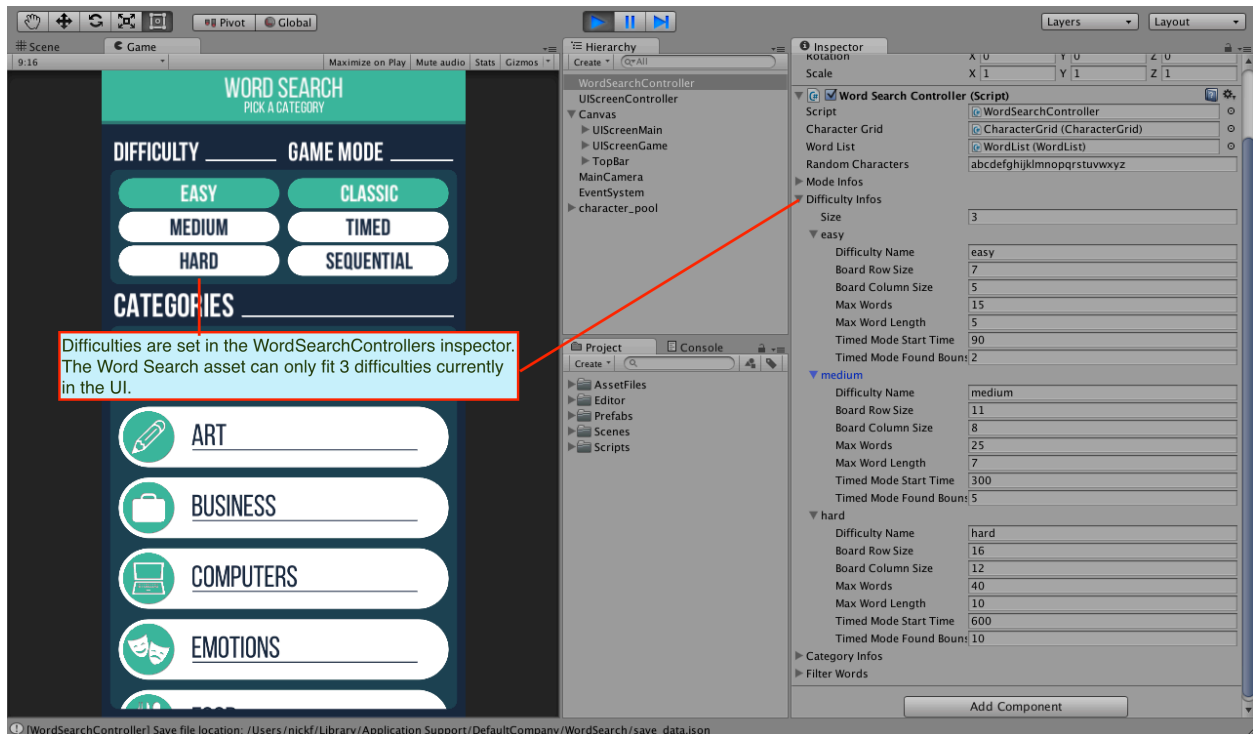 Pivot
Global
Layers
Layout
Scene
Game
9:16
Maximize on Play
Mute audio
Stats
Gizmos
WORD SEARCH
PICK A CATEGORY
DIFFICULTY
GAME MODE
EASY
CLASSIC
MEDIUM
TIMED
HARD
SEQUENTIAL
CATEGORIES
Difficulties are set in the WordSearchControllers inspector.
The Word Search asset can only fit 3 difficulties currently
in the UI.
ART
BUSINESS
COMPUTERS
EMOTIONS
Hierarchy
Create
All
WordSearchController
UIScreenController
Canvas
UIScreenMain
UIScreenGame
TopBar
MainCamera
EventSystem
character_pool
Project
Console
Create
AssetFiles
Editor
Prefabs
Scenes
Scripts
Inspector
Rotation X 0 Y 0 Z 0
Scale X 1 Y 1 Z 1
Word Search Controller (Script)
Script WordSearchController
Character Grid CharacterGrid (CharacterGrid)
Word List WordList (WordList)
Random Characters abcdefghijklmnopqrstuvwxyz
Mode Infos
Difficulty Infos
Size 3
easy
Difficulty Name easy
Board Row Size 7
Board Column Size 5
Max Words 15
Max Word Length 5
Timed Mode Start Time 90
Timed Mode Found Boun 2
medium
Difficulty Name medium
Board Row Size 11
Board Column Size 8
Max Words 25
Max Word Length 7
Timed Mode Start Time 300
Timed Mode Found Boun 5
hard
Difficulty Name hard
Board Row Size 16
Board Column Size 12
Max Words 40
Max Word Length 10
Timed Mode Start Time 600
Timed Mode Found Boun 10
Category Infos
Filter Words
Add Component
[WordSearchController] Save file location: /Users/nickf/Library/Application Support/DefaultCompany/WordSearch/save_data.json